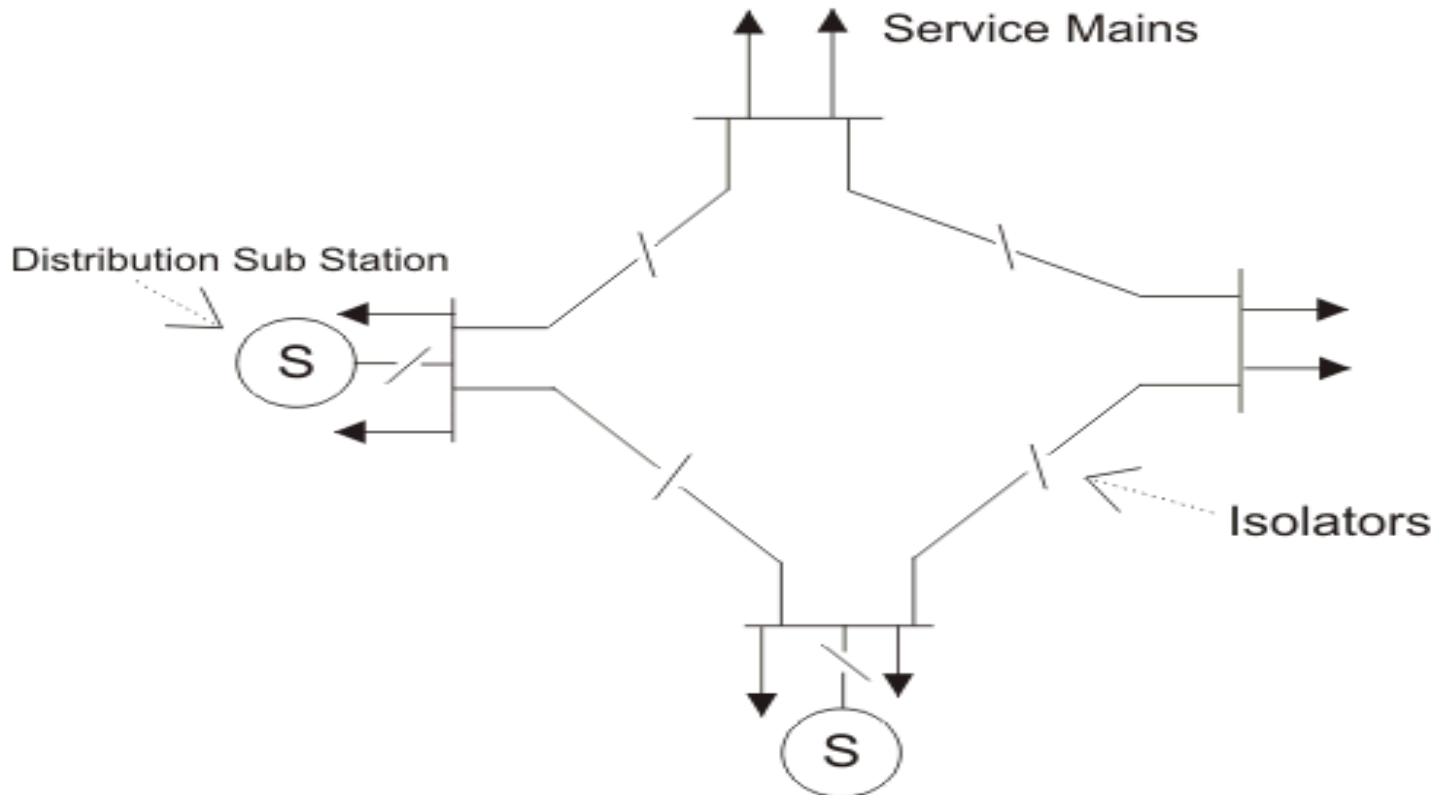 Service Mains
Distribution Sub Station
S
Isolators
S